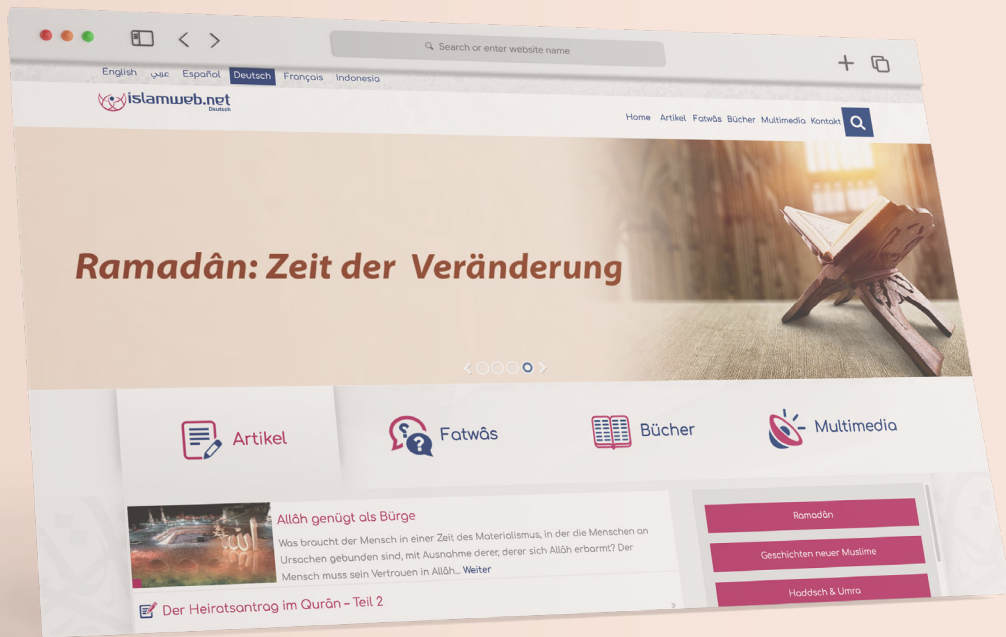 Search or enter website name
English عربي Español Deutsch Français Indonesia
islamweb.net
Deutsch
Home Artikel Fatwâs Bücher Multimedia Kontakt
Ramadân: Zeit der Veränderung
Artikel
Fatwâs
Bücher
Multimedia
Allâh genügt als Bürge
Was braucht der Mensch in einer Zeit des Materialismus, in der die Menschen an
Ursachen gebunden sind, mit Ausnahme derer, derer sich Allâh erbarmt? Der
Mensch muss sein Vertrauen in Allâh... Weiter
Der Heiratsantrag im Qurân – Teil 2
Ramadân
Geschichten neuer Muslime
Haddsch & Umra